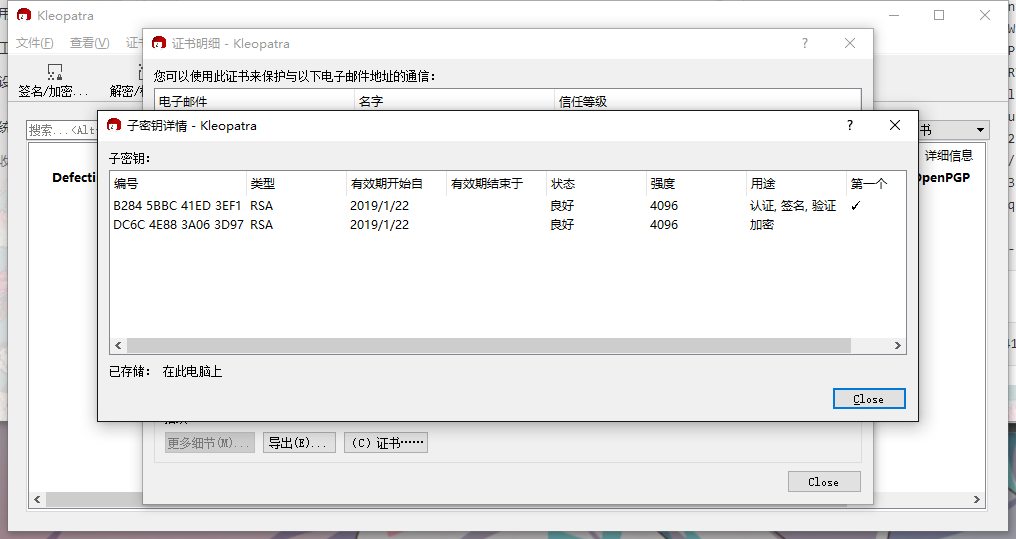 Kleopatra
文件(F) 查看(V)
证书明细 - Kleopatra
签名/加密...
您可以使用此证书来保护与以下电子邮件地址的通信：
电子邮件 名字 信任等级
子密钥详情 - Kleopatra
搜索...<Alt
详细信息
子密钥：
Defecti
OpenPGP
编号 类型 有效期开始自 有效期结束于 状态 强度 用途 第一个
B284 5BBC 41ED 3EF1 RSA 2019/1/22 良好 4096 认证, 签名, 验证 ✓
DC6C 4E88 3A06 3D97 RSA 2019/1/22 良好 4096 加密
已存储： 在此电脑上
Close
更多细节(M)... 导出(E)... (C) 证书……
Close